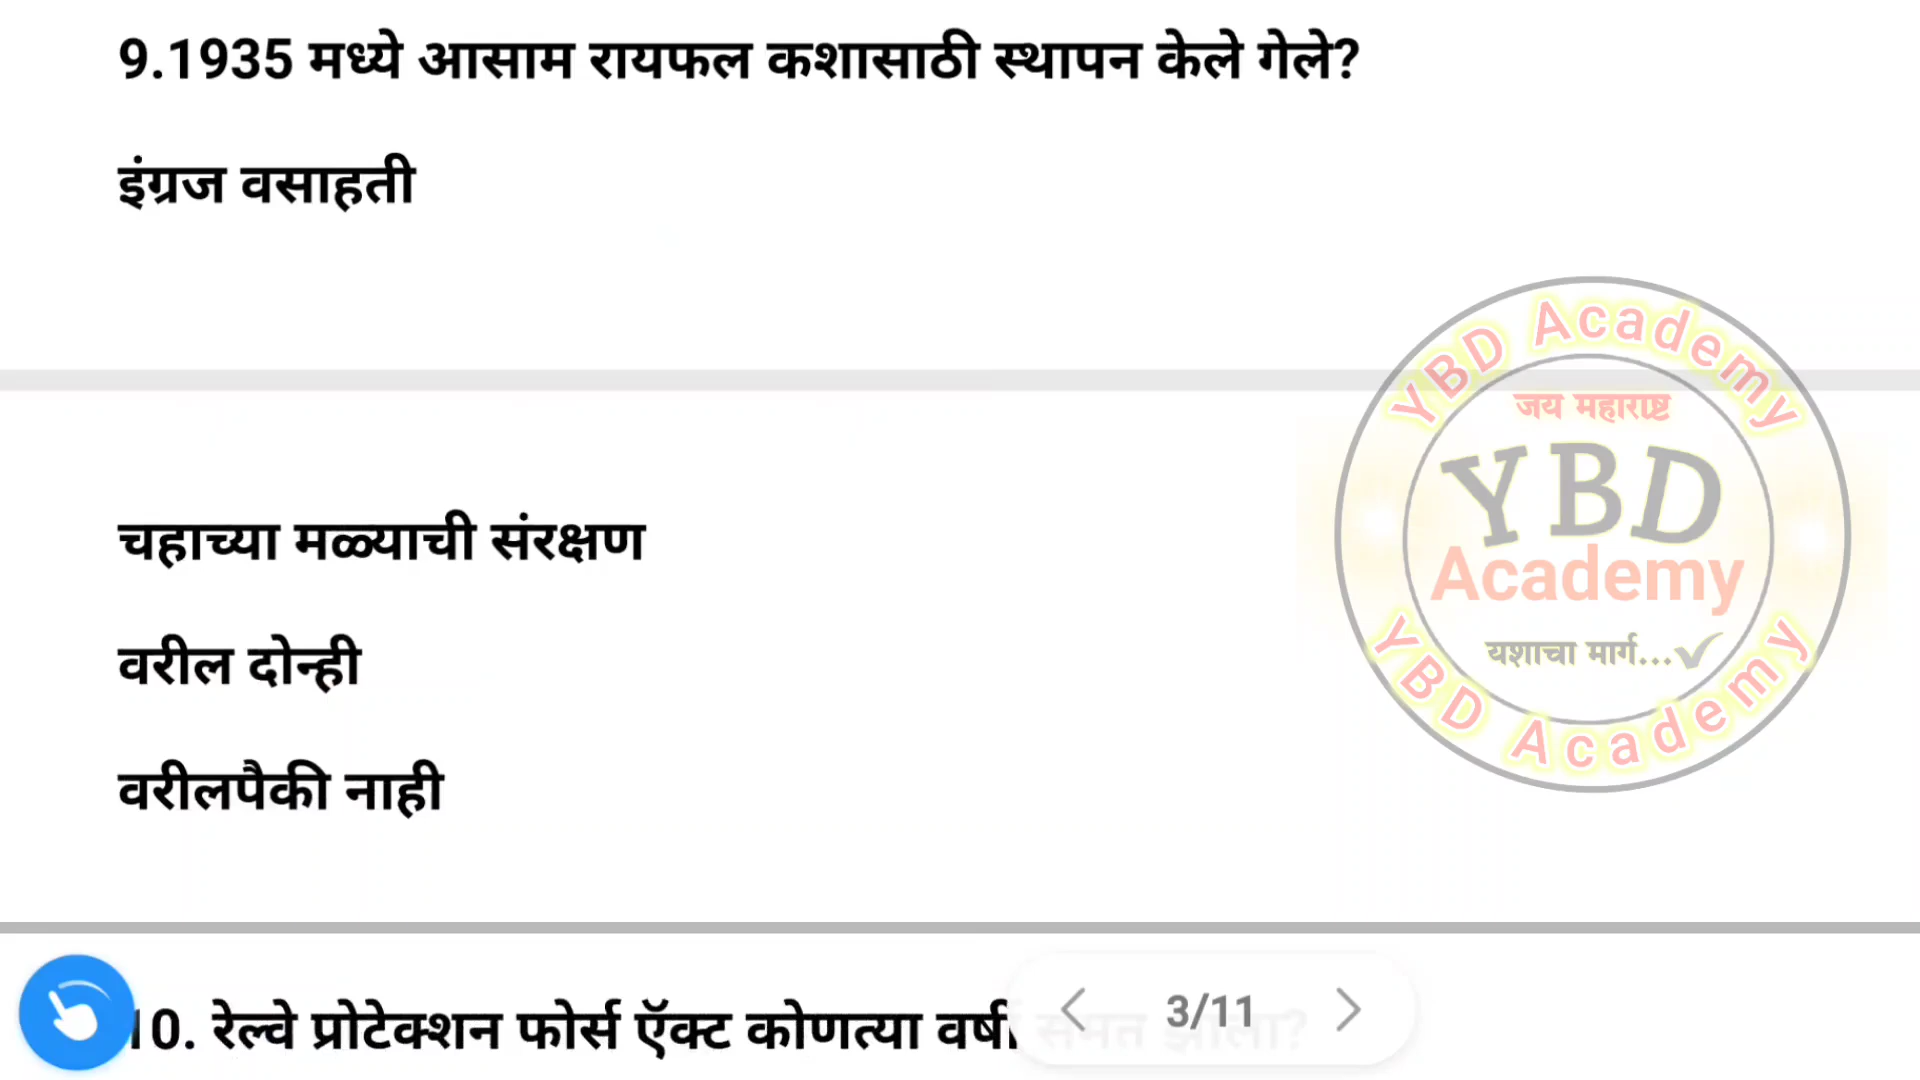 9.1935 मध्ये आसाम रायफल कशासाठी स्थापन केले गेले?
इंग्रज वसाहती
YBD Academy
जय महाराष्ट्र
YBD
Academy
यशाचा मार्ग...✓
YBD Academy
चहाच्या मळ्याची संरक्षण
वरील दोन्ही
वरीलपैकी नाही
10. रेल्वे प्रोटेक्शन फोर्स ऍक्ट कोणत्या वर्षी संमत झाला?
3/11